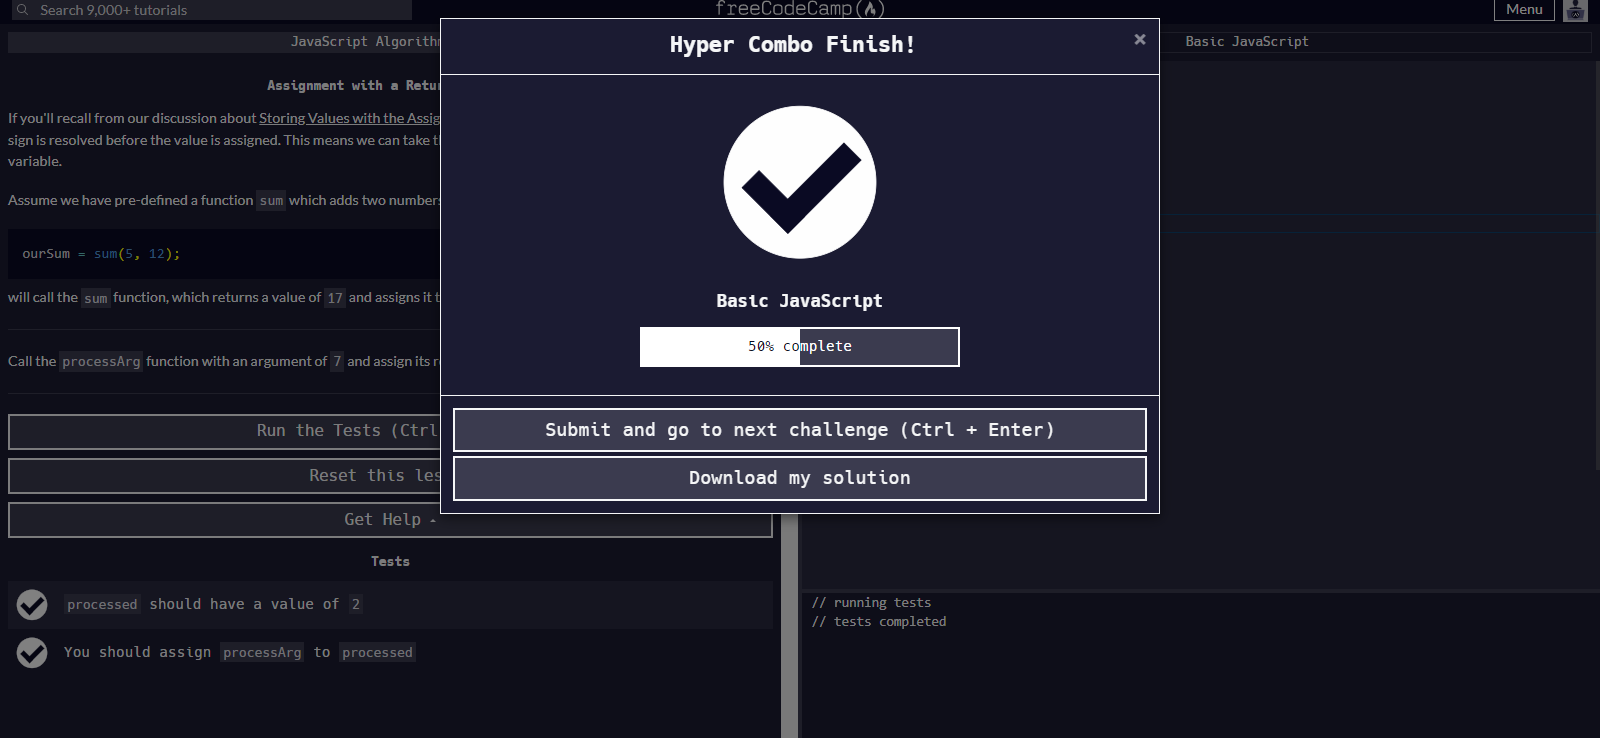 Search 9,000+ tutorials
freeCodeCamp
Menu
JavaScript Algorithm
Basic JavaScript
Assignment with a Retur
If you'll recall from our discussion about Storing Values with the Assig
sign is resolved before the value is assigned. This means we can take t
variable.
Assume we have pre-defined a function sum which adds two numbers
ourSum = sum(5, 12);
will call the sum function, which returns a value of 17 and assigns it t
Call the processArg function with an argument of 7 and assign its r
Run the Tests (Ctrl
Reset this les
Get Help
Tests
processed should have a value of 2
You should assign processArg to processed
Hyper Combo Finish!
×
Basic JavaScript
50% complete
Submit and go to next challenge (Ctrl + Enter)
Download my solution
// running tests
// tests completed